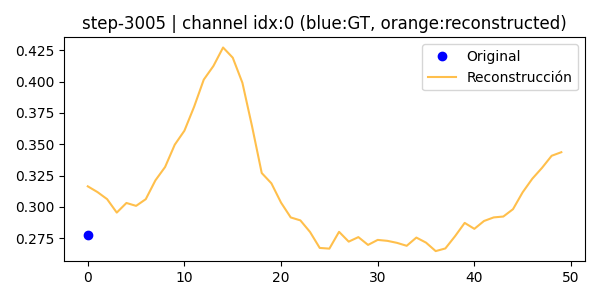 step-3005 | channel idx:0 (blue:GT, orange:reconstructed)
0.425
0.400
0.375
0.350
0.325
0.300
0.275
Original
Reconstrucción
0 10 20 30 40 50